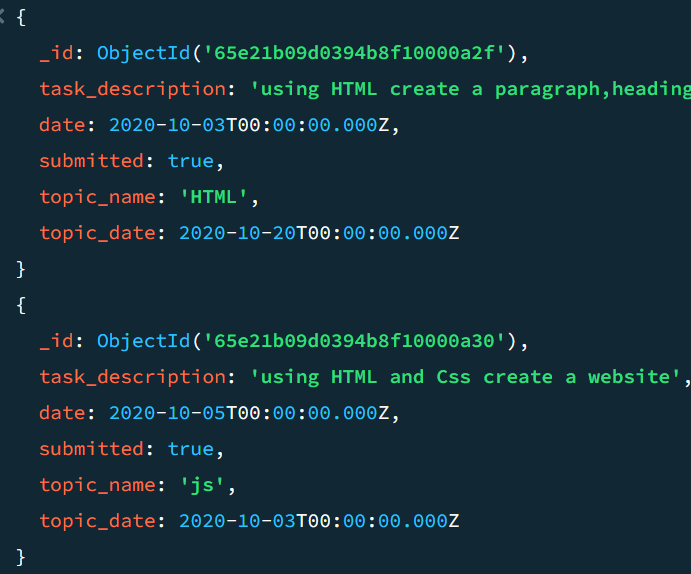 {
_id: ObjectId('65e21b09d0394b8f10000a2f'),
task_description: 'using HTML create a paragraph,heading
date: 2020-10-03T00:00:00.000Z,
submitted: true,
topic_name: 'HTML',
topic_date: 2020-10-20T00:00:00.000Z
}
{
_id: ObjectId('65e21b09d0394b8f10000a30'),
task_description: 'using HTML and Css create a website',
date: 2020-10-05T00:00:00.000Z,
submitted: true,
topic_name: 'js',
topic_date: 2020-10-03T00:00:00.000Z
}